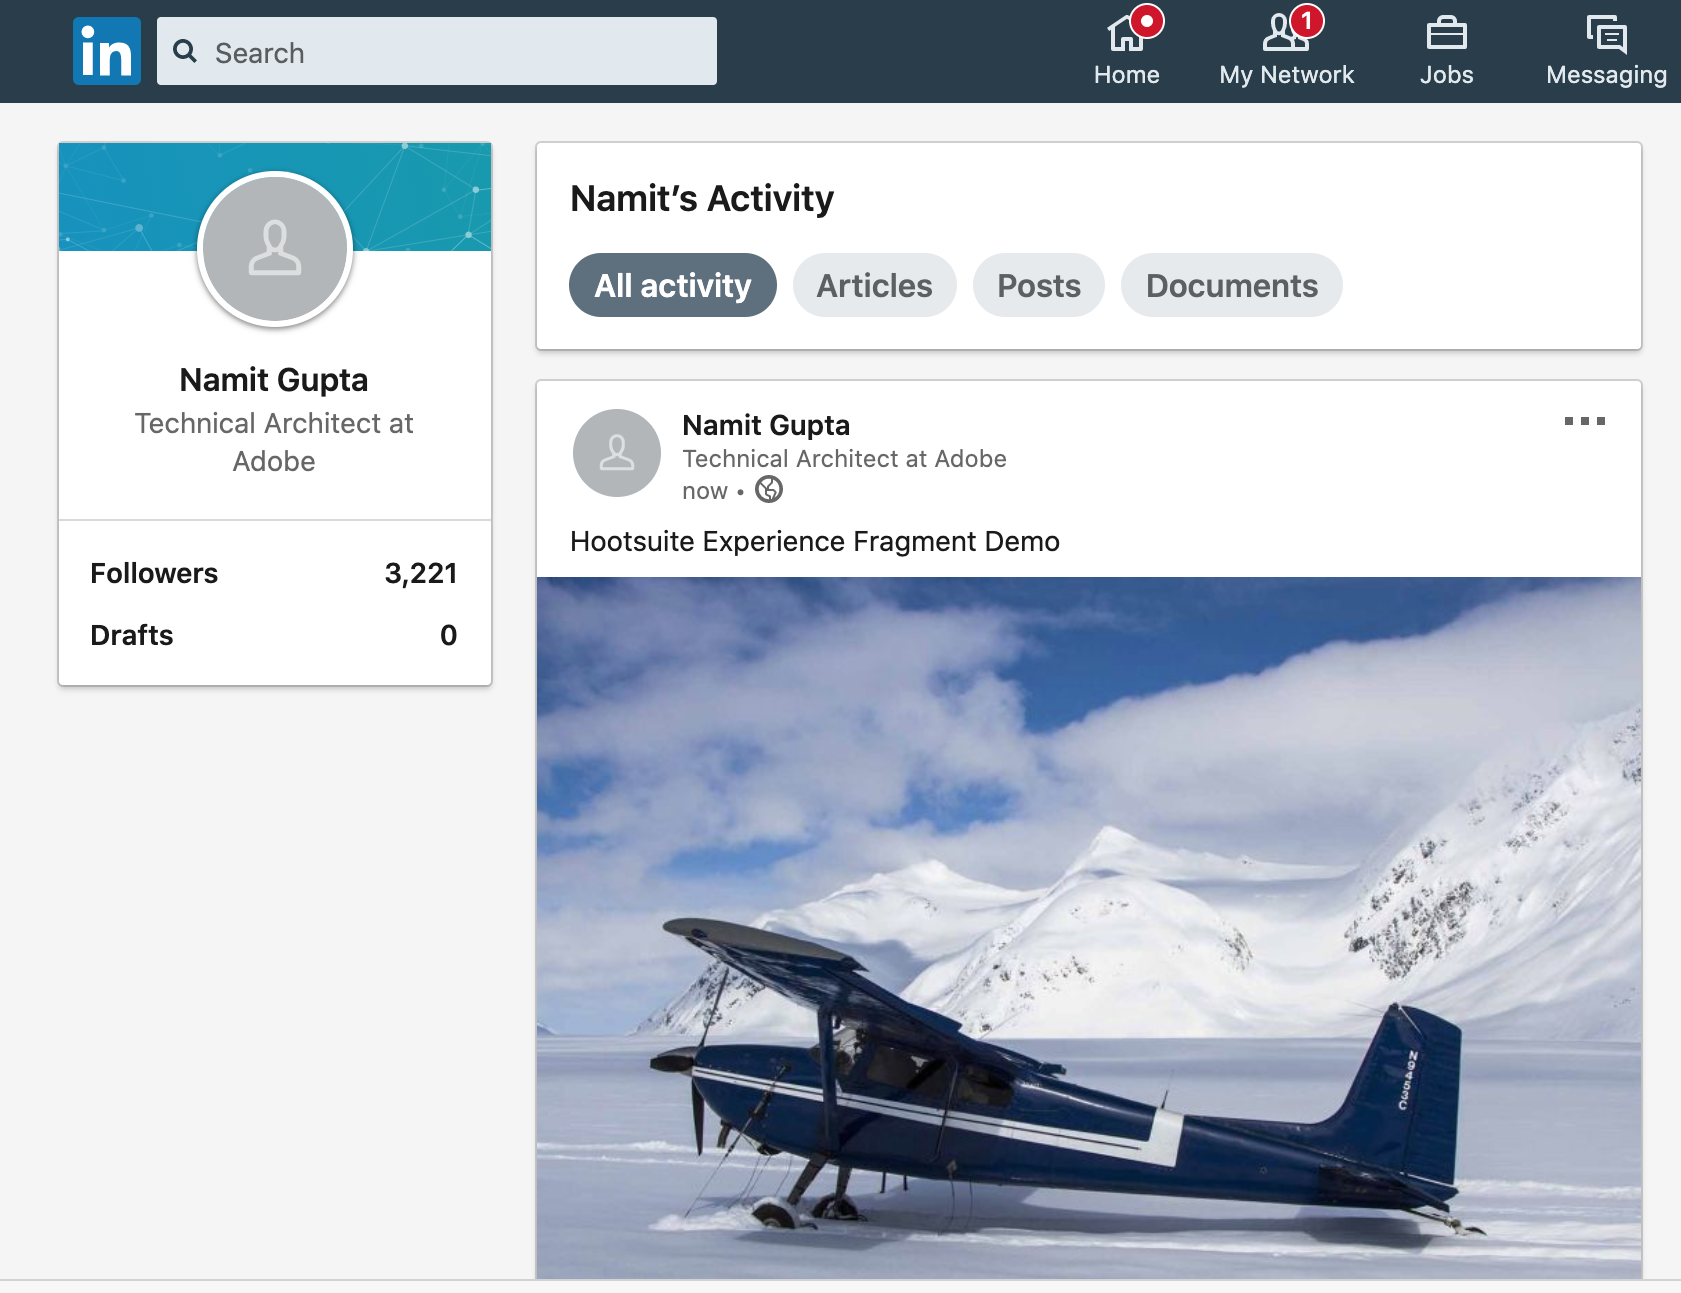 in
Search
Home
1
My Network
Jobs
Messaging
Namit Gupta
Technical Architect at
Adobe
Followers 3,221
Drafts 0
Namit’s Activity
All activity Articles Posts Documents
Namit Gupta
Technical Architect at Adobe
now •
Hootsuite Experience Fragment Demo
N9453C